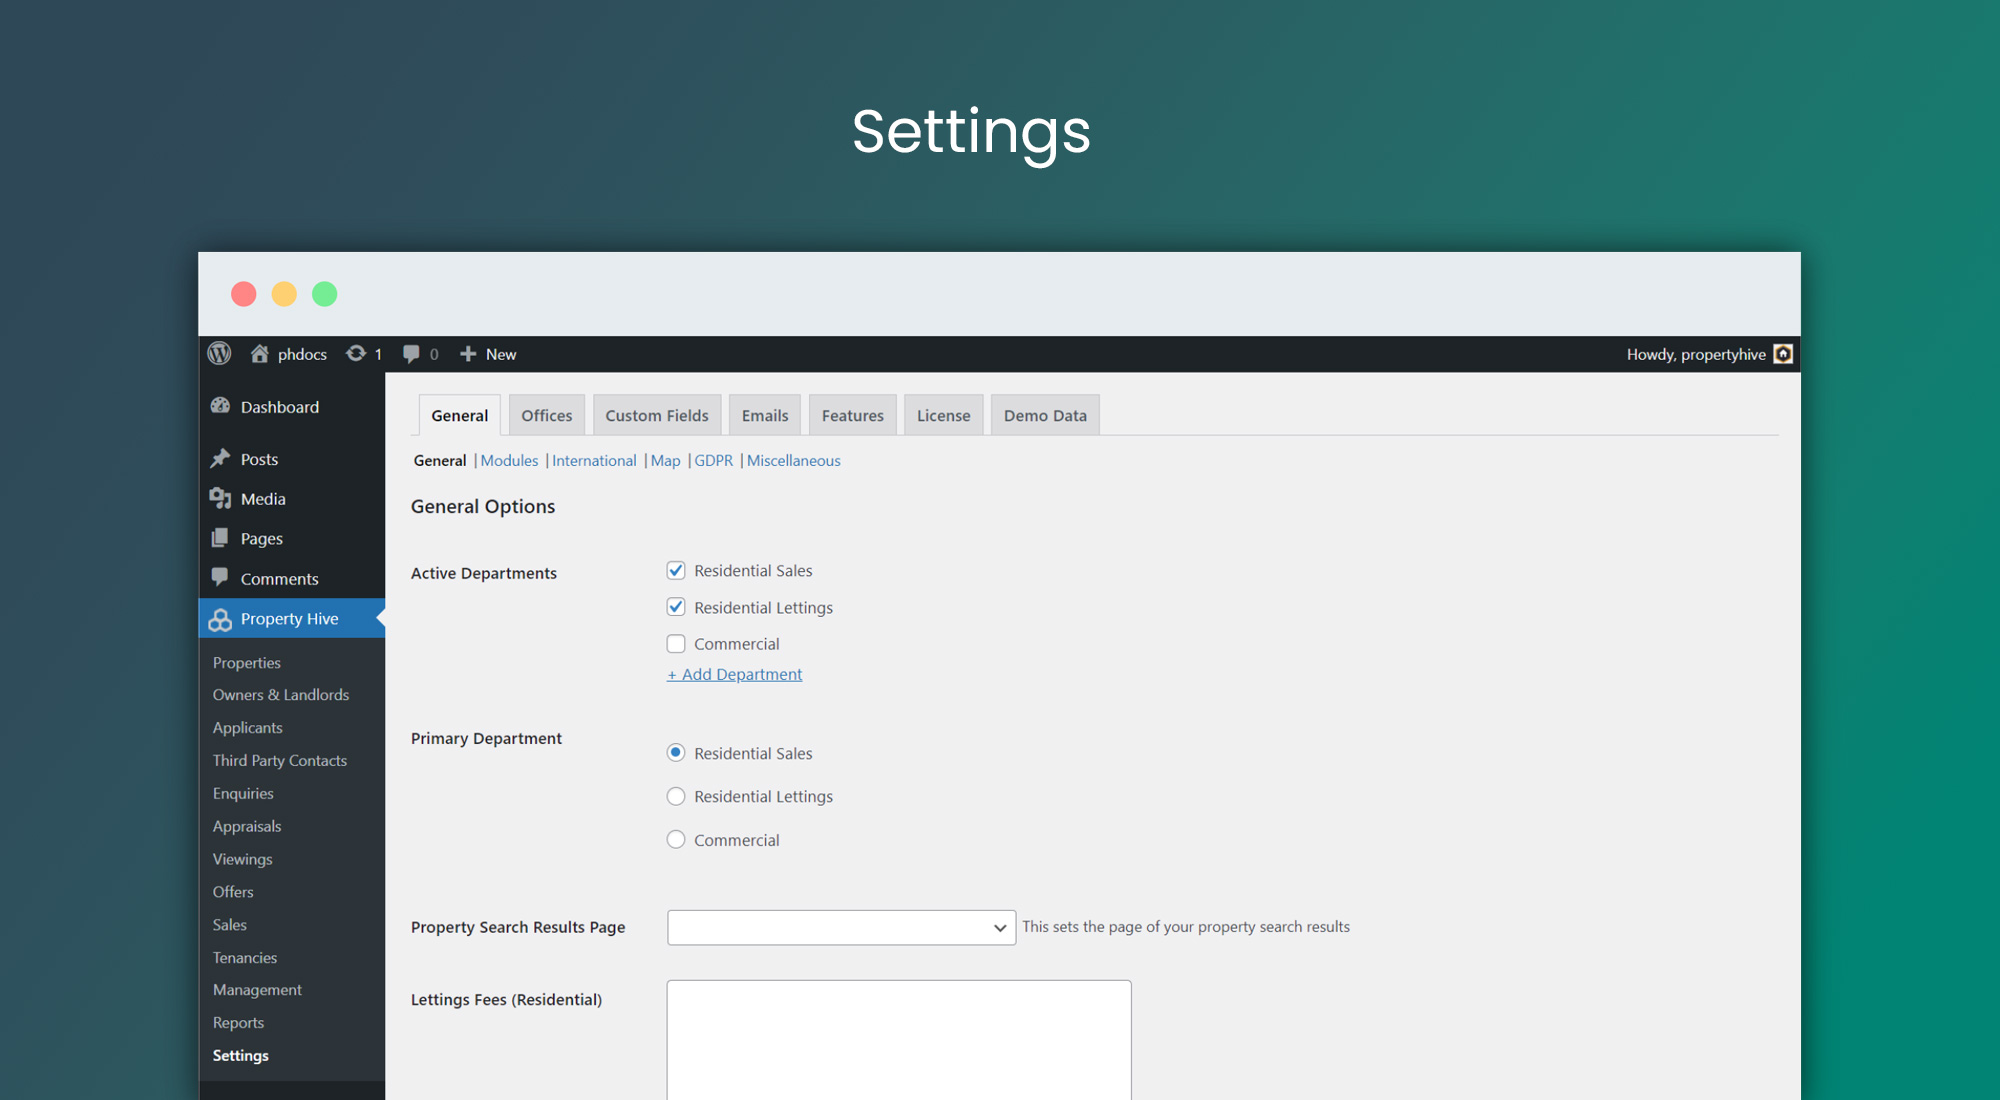 Settings
phdocs 1 0 New Howdy, propertyhive
Dashboard
Posts
Media
Pages
Comments
Property Hive
Properties
Owners & Landlords
Applicants
Third Party Contacts
Enquiries
Appraisals
Viewings
Offers
Sales
Tenancies
Management
Reports
Settings
General Offices Custom Fields Emails Features License Demo Data
General | Modules | International | Map | GDPR | Miscellaneous
General Options
Active Departments
Residential Sales
Residential Lettings
Commercial
+ Add Department
Primary Department
Residential Sales
Residential Lettings
Commercial
Property Search Results Page This sets the page of your property search results
Lettings Fees (Residential)